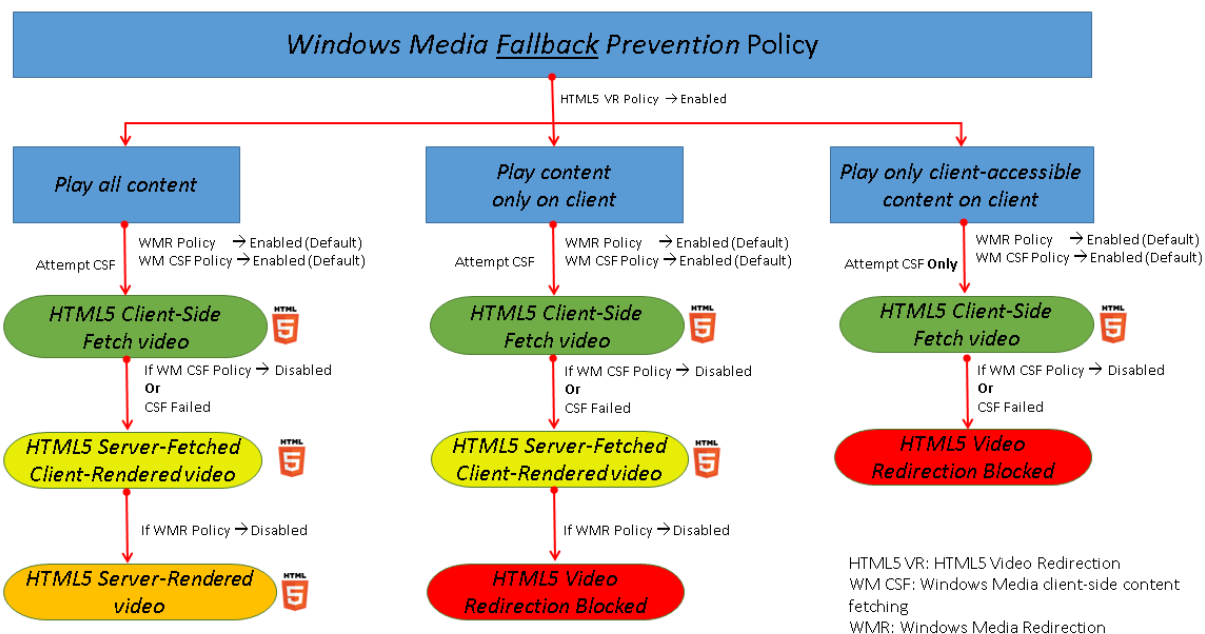 Windows Media Fallback Prevention Policy
HTML5 VR Policy → Enabled
Play all content
Play content
only on client
Play only client-accessible
content on client
WMR Policy → Enabled (Default)
WM CSF Policy → Enabled (Default)
Attempt CSF
WMR Policy → Enabled (Default)
WM CSF Policy → Enabled (Default)
Attempt CSF
WMR Policy → Enabled (Default)
WM CSF Policy → Enabled (Default)
Attempt CSF Only
HTML5 Client-Side
Fetch video
HTML
5
HTML5 Client-Side
Fetch video
HTML
5
HTML5 Client-Side
Fetch video
HTML
5
If WM CSF Policy → Disabled
Or
CSF Failed
If WM CSF Policy → Disabled
Or
CSF Failed
If WM CSF Policy → Disabled
Or
CSF Failed
HTML5 Server-Fetched
Client-Rendered video
HTML
5
HTML5 Server-Fetched
Client-Rendered video
HTML
5
HTML5 Video
Redirection Blocked
If WMR Policy → Disabled
If WMR Policy → Disabled
HTML5 Server-Rendered
video
HTML
5
HTML5 Video
Redirection Blocked
HTML5 VR: HTML5 Video Redirection
WM CSF: Windows Media client-side content
fetching
WMR: Windows Media Redirection